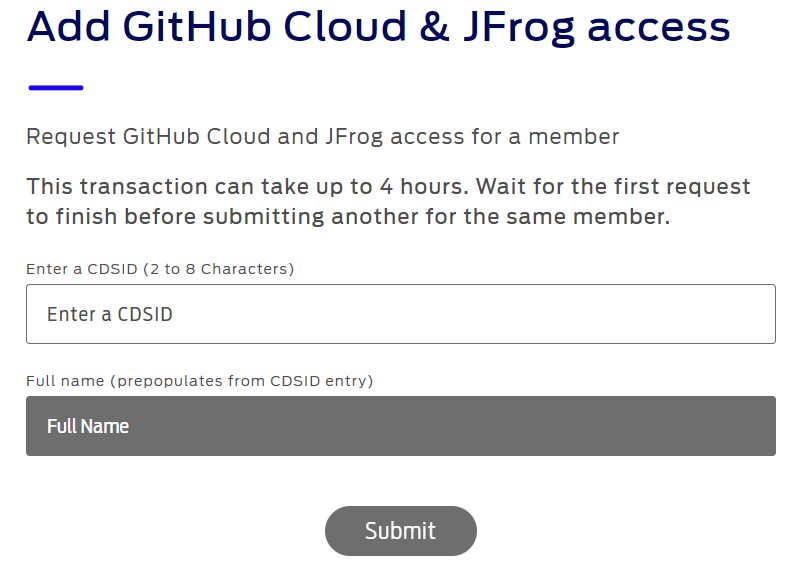 Add GitHub Cloud & JFrog access
Request GitHub Cloud and JFrog access for a member
This transaction can take up to 4 hours. Wait for the first request
to finish before submitting another for the same member.
Enter a CDSID (2 to 8 Characters)
Enter a CDSID
Full name (prepopulates from CDSID entry)
Full Name
Submit